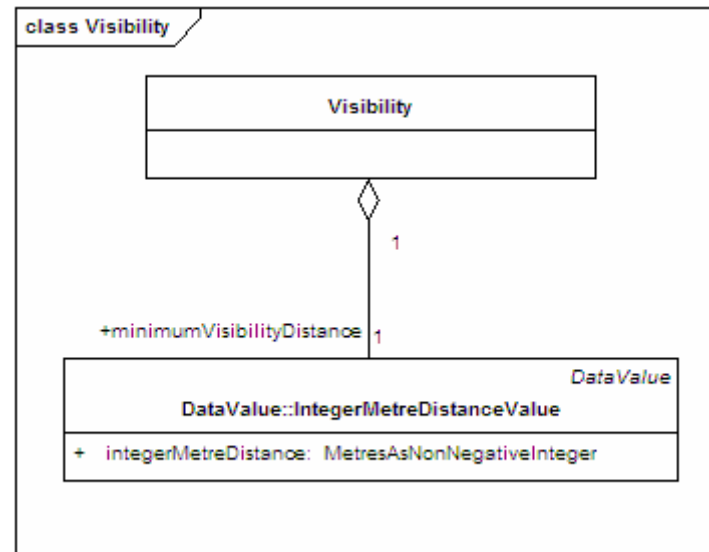 class Visibility
Visibility
1
+minimumVisibilityDistance 1
DataValue
DataValue::IntegerMetreDistanceValue
+ integerMetreDistance: MetresAsNonNegativeInteger